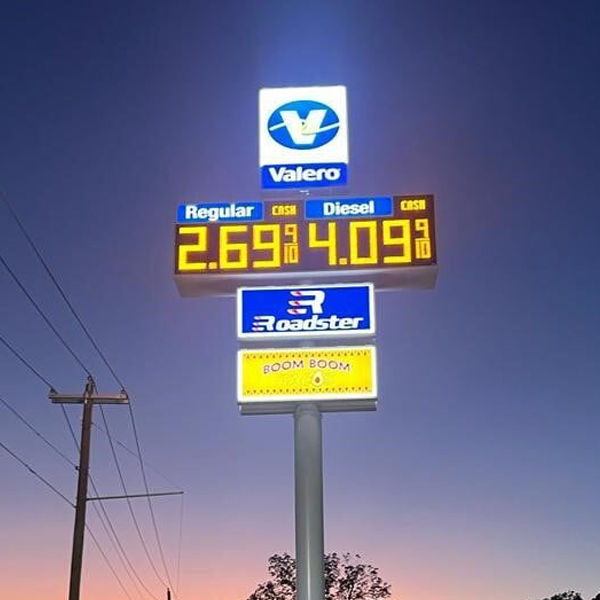 V
Valero
Regular CASH Diesel CASH
2.69 9/10 4.09 9/10
R
Roadster
BOOM BOOM